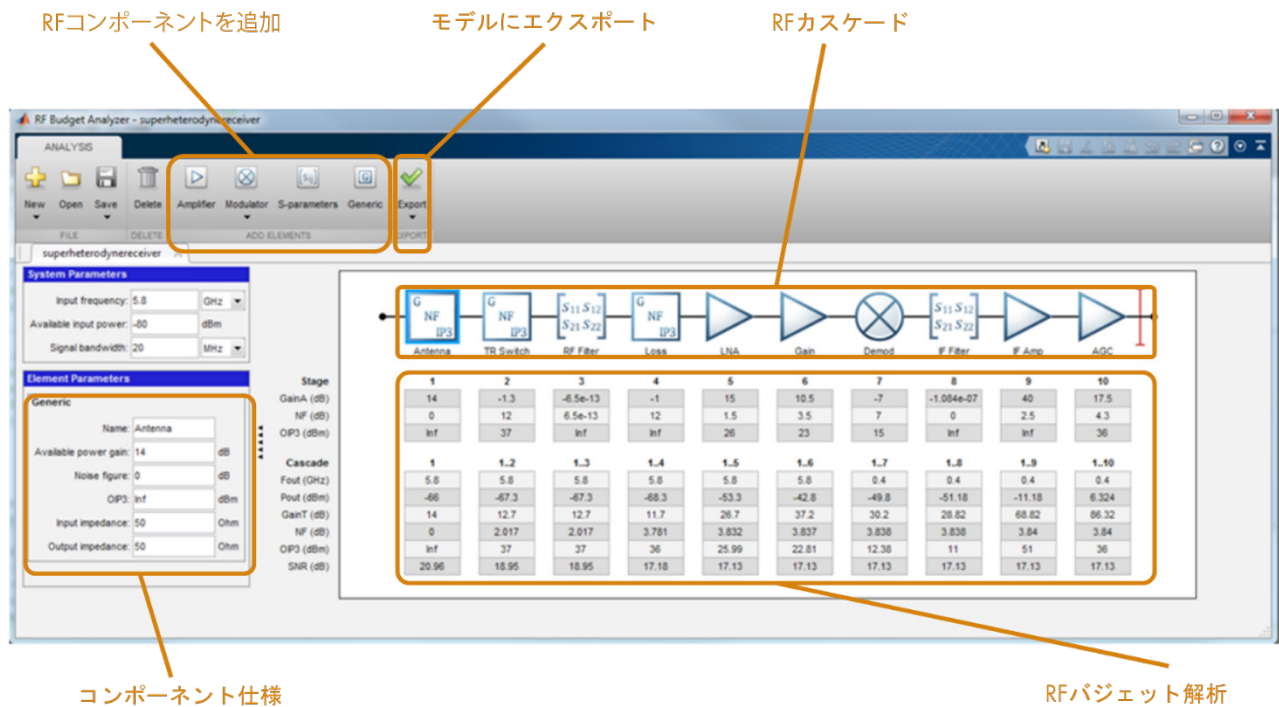 RFコンポーネントを追加 モデルにエクスポート RFカスケード
RF Budget Analyzer - superheterodynereceiver
ANALYSIS
New Open Save Delete Amplifier Modulator S-parameters Generic Export
FILE DELETE ADD ELEMENTS EXPORT
superheterodynereceiver
System Parameters
Input frequency: 5.8 GHz
Available input power: -80 dBm
Signal bandwidth: 20 MHz
Element Parameters
Generic
Name: Antenna
Available power gain: 14 dB
Noise figure: 0 dB
OIP3: Inf dBm
Input impedance: 50 Ohm
Output impedance: 50 Ohm
G NF IP3 G NF IP3 S11 S12 S21 S22 G NF IP3 S11 S12 S21 S22
Antenna TR Switch RF Filter Loss LNA Gain Demod IF Filter IF Amp AGC
Stage 1 2 3 4 5 6 7 8 9 10
GainA (dB) 14 -1.3 -6.5e-13 -1 15 10.5 -7 -1.084e-07 40 17.5
NF (dB) 0 12 6.5e-13 12 1.5 3.5 7 0 2.5 4.3
OIP3 (dBm) Inf 37 Inf Inf 26 23 15 Inf Inf 36
Cascade 1 1..2 1..3 1..4 1..5 1..6 1..7 1..8 1..9 1..10
Fout (GHz) 5.8 5.8 5.8 5.8 5.8 5.8 0.4 0.4 0.4 0.4
Pout (dBm) -66 -67.3 -67.3 -68.3 -53.3 -42.8 -49.8 -51.18 -11.18 6.324
GainT (dB) 14 12.7 12.7 11.7 26.7 37.2 30.2 28.82 68.82 86.32
NF (dB) 0 2.017 2.017 3.781 3.832 3.837 3.838 3.838 3.84 3.84
OIP3 (dBm) Inf 37 37 36 25.99 22.81 12.38 11 51 36
SNR (dB) 20.96 18.95 18.95 17.18 17.13 17.13 17.13 17.13 17.13 17.13
コンポーネント仕様 RFバジェット解析